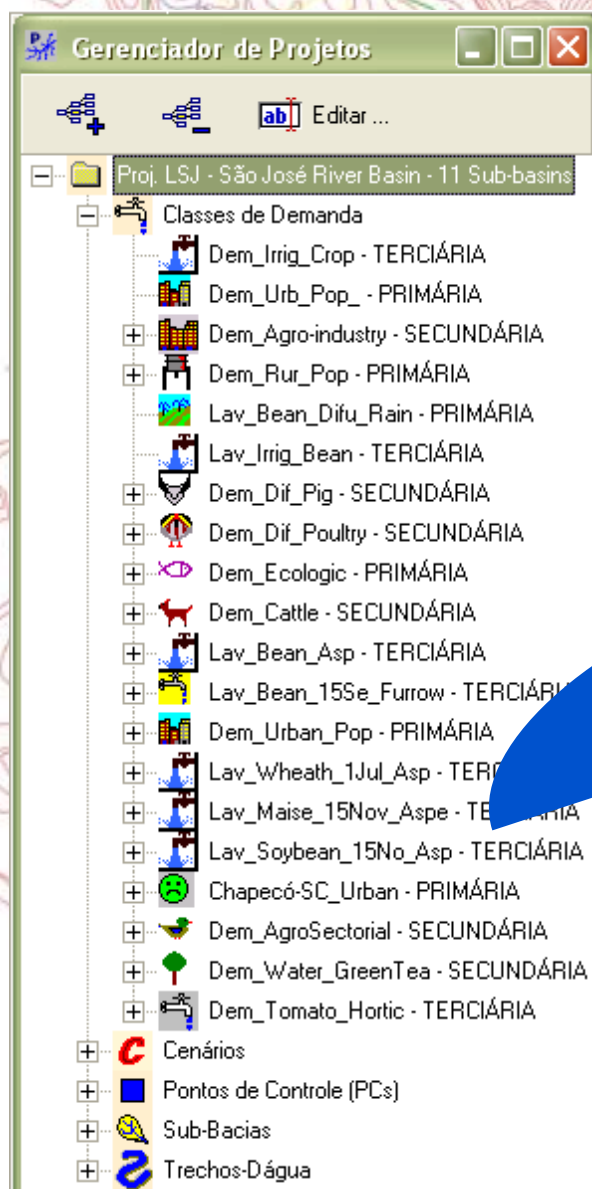 Gerenciador de Projetos
ab Editar ...
Proj. LSJ - São José River Basin - 11 Sub-basins
Classes de Demanda
Dem_Irrig_Crop - TERCIÁRIA
Dem_Urb_Pop_ - PRIMÁRIA
Dem_Agro-industry - SECUNDÁRIA
Dem_Rur_Pop - PRIMÁRIA
Lav_Bean_Difu_Rain - PRIMÁRIA
Lav_Irrig_Bean - TERCIÁRIA
Dem_Dif_Pig - SECUNDÁRIA
Dem_Dif_Poultry - SECUNDÁRIA
Dem_Ecologic - PRIMÁRIA
Dem_Cattle - SECUNDÁRIA
Lav_Bean_Asp - TERCIÁRIA
Lav_Bean_15Se_Furrow -
Dem_Urban_Pop - PRIMÁRIA
Lav_Wheath_1Jul_Asp -
Lav_Maise_15Nov_Aspe -
Lav_Soybean_15No_Asp - TERCIÁRIA
Chapecó-SC_Urban - PRIMÁRIA
Dem_AgroSectorial - SECUNDÁRIA
Dem_Water_GreenTea - SECUNDÁRIA
Dem_Tomato_Hortic - TERCIÁRIA
C Cenários
Pontos de Controle (PCs)
Sub-Bacias
Trechos-Dágua